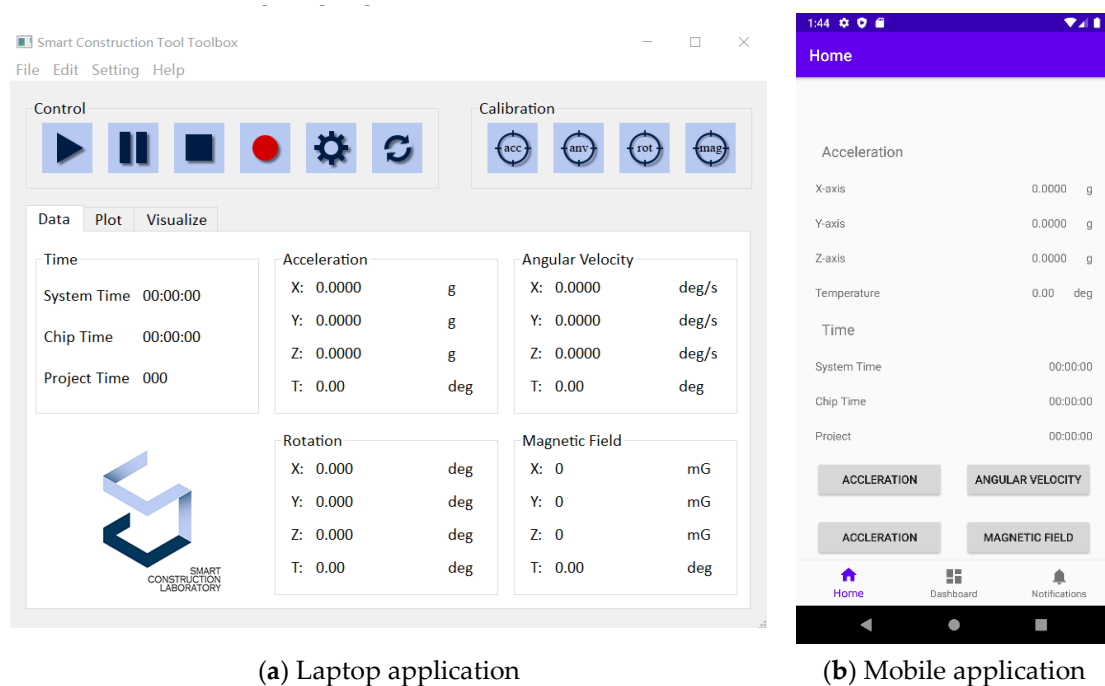 Smart Construction Tool Toolbox
File Edit Setting Help
Control
Calibration
acc
anv
rot
mag
Data Plot Visualize
Time
System Time 00:00:00
Chip Time 00:00:00
Project Time 000
Acceleration
X: 0.0000 g
Y: 0.0000 g
Z: 0.0000 g
T: 0.00 deg
Angular Velocity
X: 0.0000 deg/s
Y: 0.0000 deg/s
Z: 0.0000 deg/s
T: 0.00 deg
SMART
CONSTRUCTION
LABORATORY
Rotation
X: 0.000 deg
Y: 0.000 deg
Z: 0.000 deg
T: 0.00 deg
Magnetic Field
X: 0 mG
Y: 0 mG
Z: 0 mG
T: 0.00 deg
(a) Laptop application
1:44
Home
Acceleration
X-axis 0.0000 g
Y-axis 0.0000 g
Z-axis 0.0000 g
Temperature 0.00 deg
Time
System Time 00:00:00
Chip Time 00:00:00
Project 00:00:00
ACCLERATION ANGULAR VELOCITY
ACCLERATION MAGNETIC FIELD
Home Dashboard Notifications
(b) Mobile application